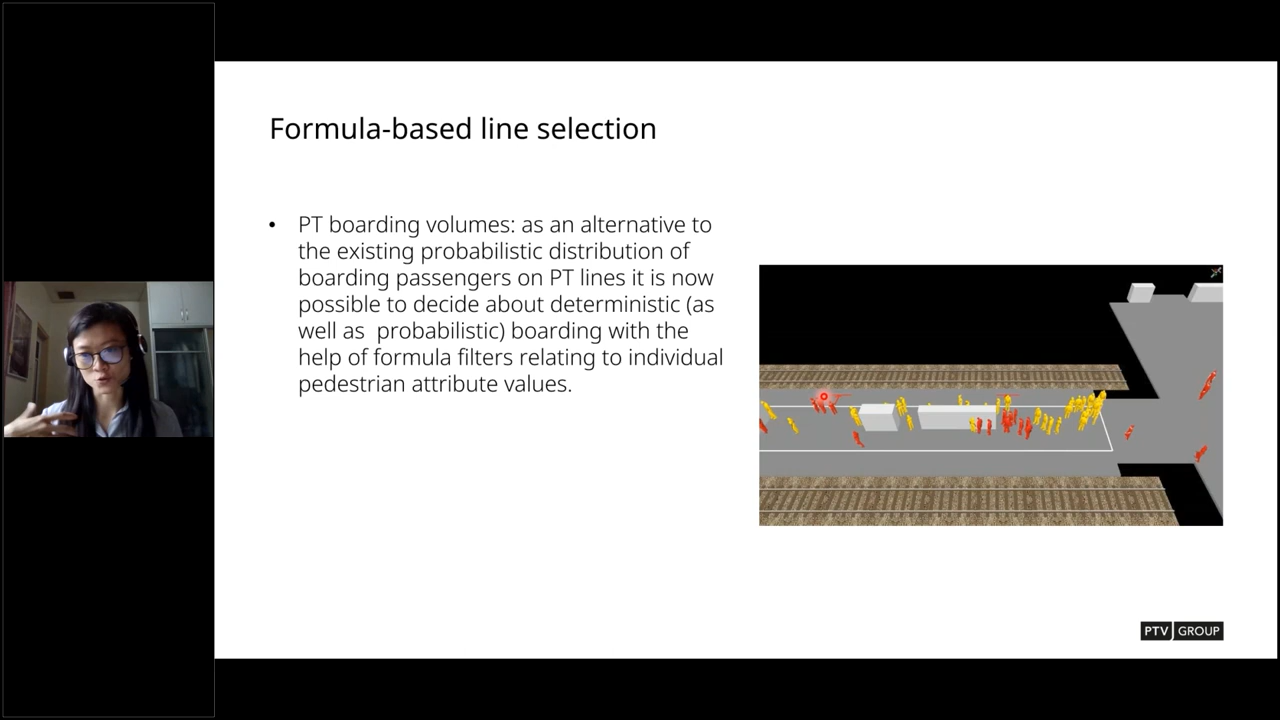 Formula-based line selection
• PT boarding volumes: as an alternative to
the existing probabilistic distribution of
boarding passengers on PT lines it is now
possible to decide about deterministic (as
well as  probabilistic) boarding with the
help of formula filters relating to individual
pedestrian attribute values.
PTV GROUP